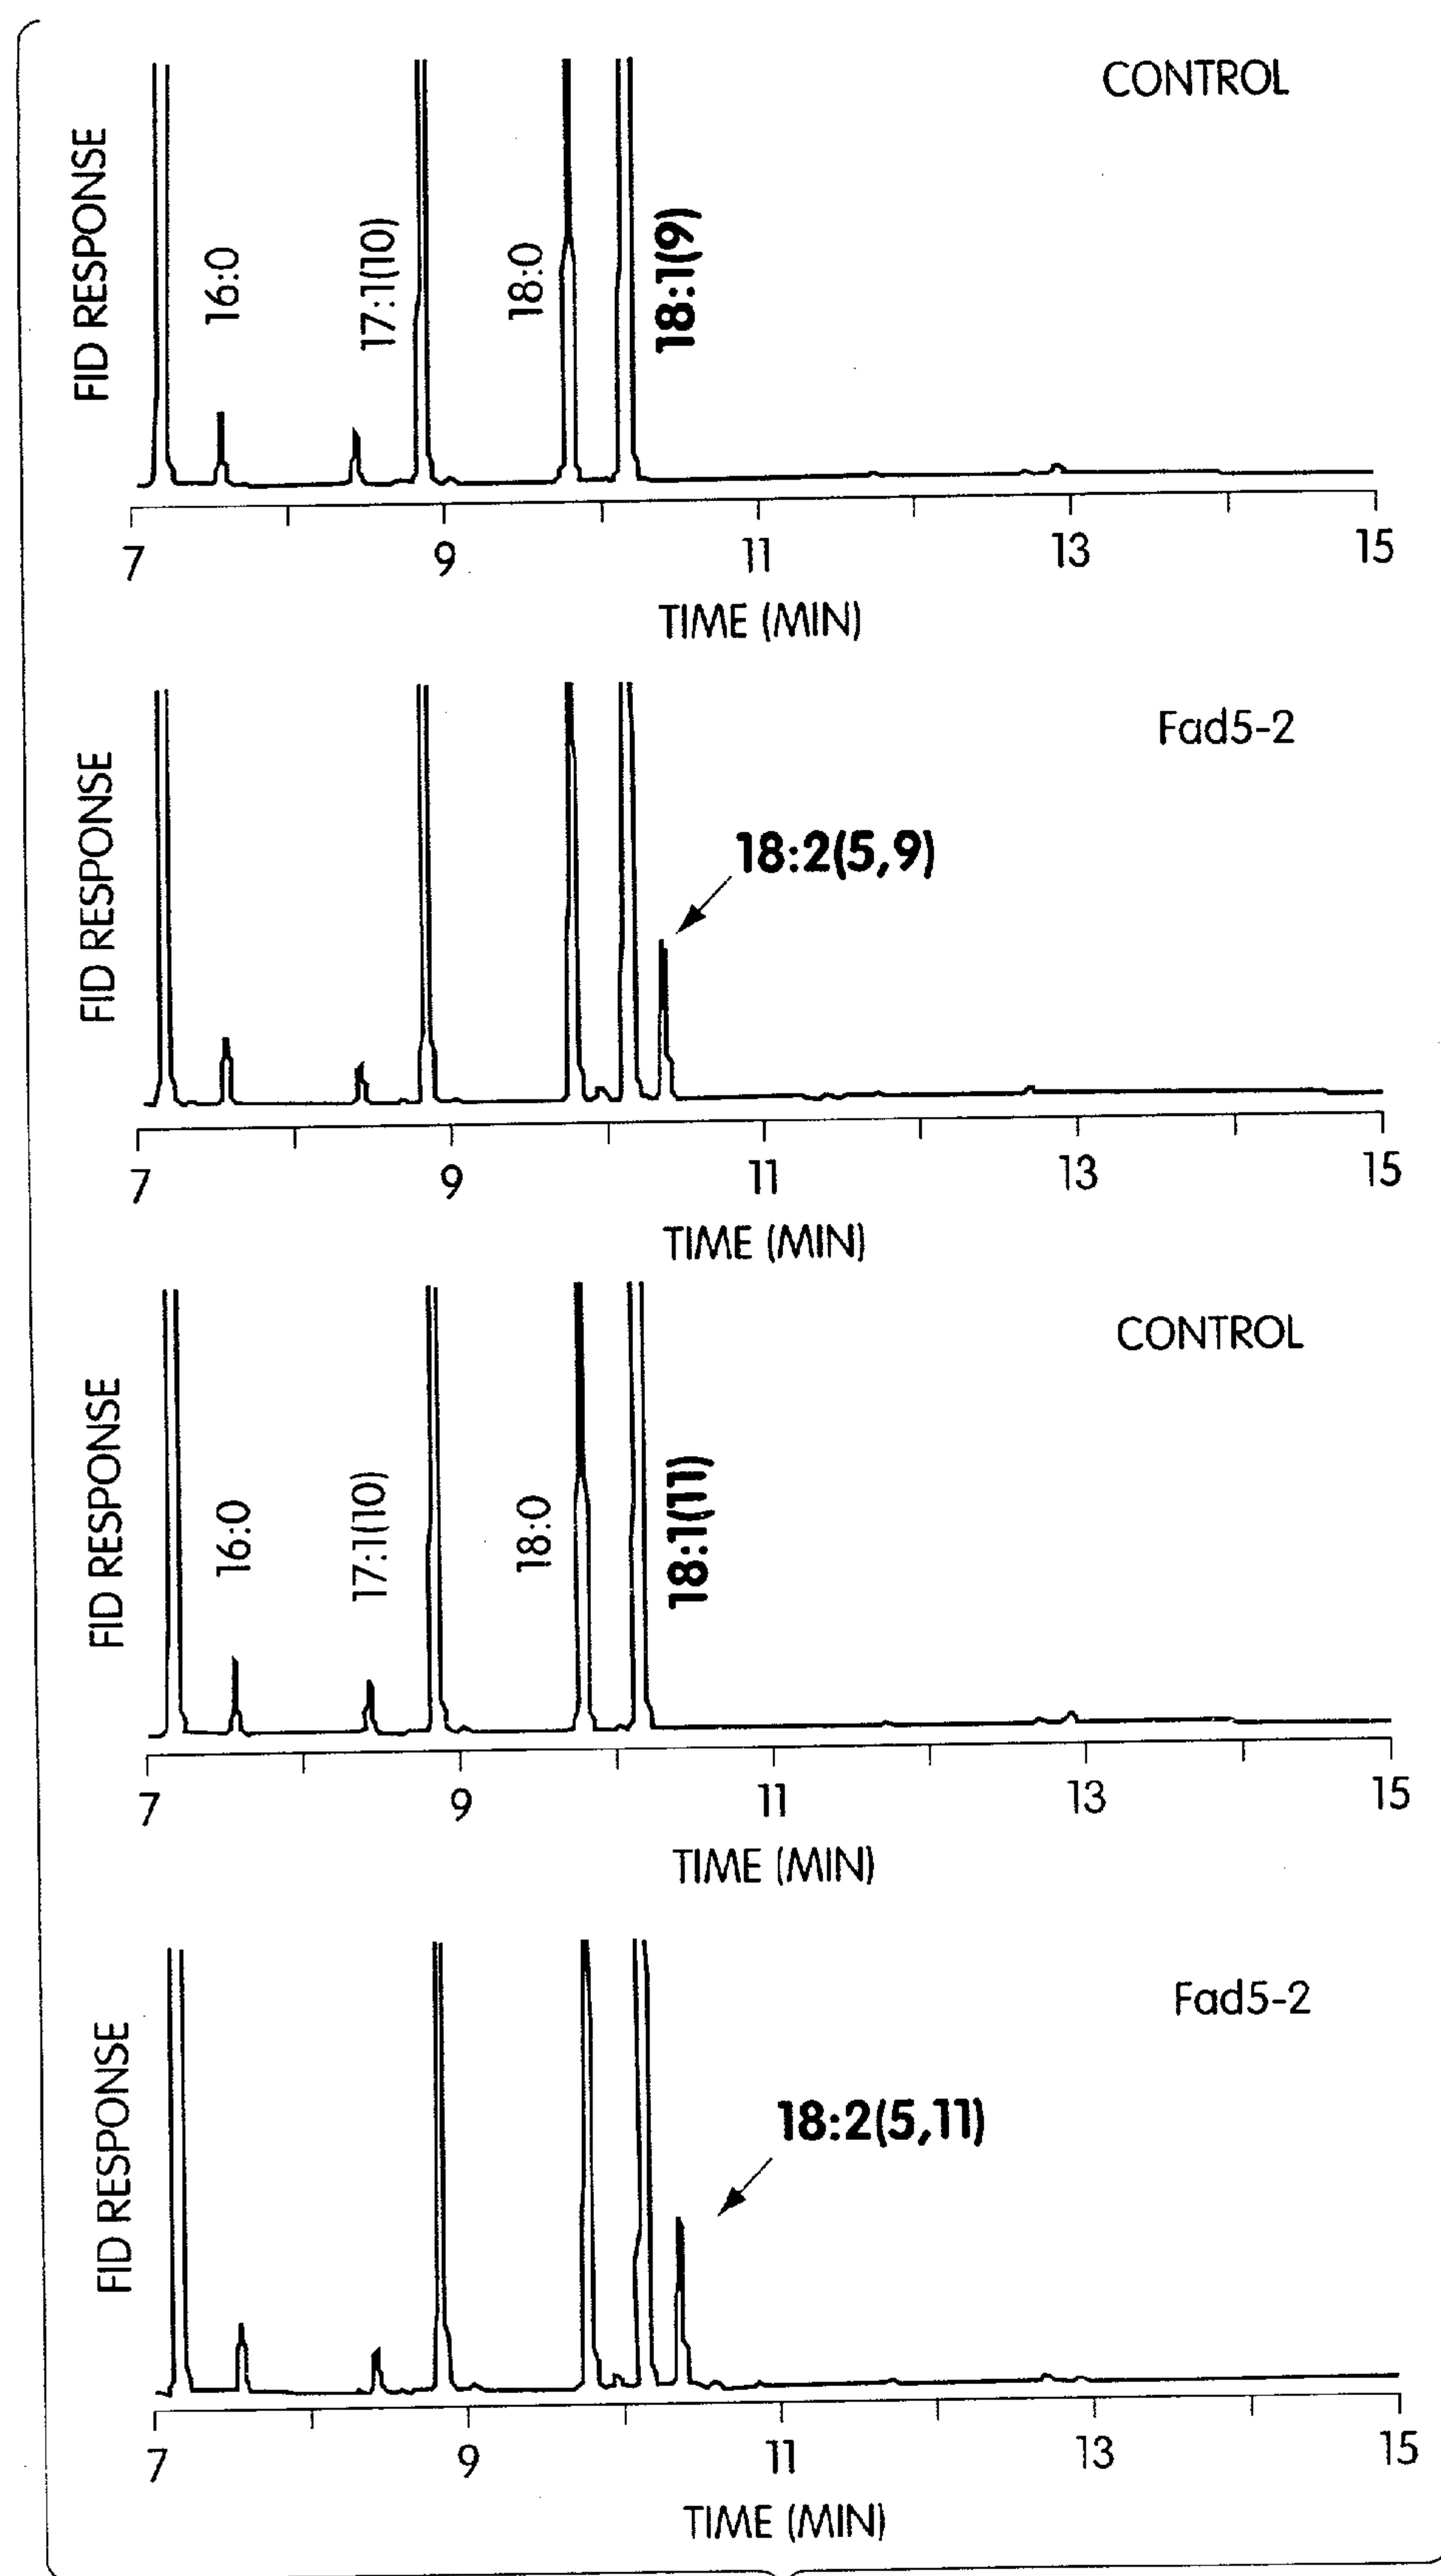 CONTROL
FID RESPONSE
16:0
17:1(10)
18:0
18:1(9)
7 9 11 13 15
TIME (MIN)
Fad5-2
FID RESPONSE
18:2(5,9)
7 9 11 13 15
TIME (MIN)
CONTROL
FID RESPONSE
16:0
17:1(10)
18:0
18:1(11)
7 9 11 13 15
TIME (MIN)
Fad5-2
FID RESPONSE
18:2(5,11)
7 9 11 13 15
TIME (MIN)